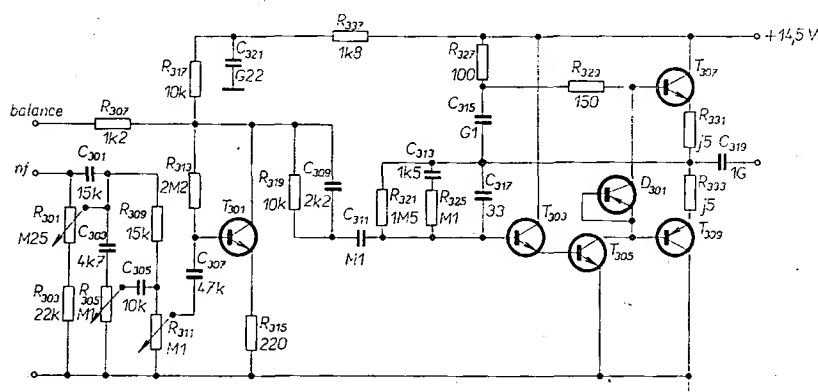 R337
1k8
+14,5V
C321
G22
R317
10k
R327
100
R329
150
T307
C315
G1
R331
j5
C319
1G
balance
R307
1k2
nf
C301
15k
R313
2M2
R319
10k
C309
2k2
C313
1k5
R321
1M5
R325
M1
C317
33
D301
R333
j5
R301
M25
C303
4k7
R309
15k
T301
C311
M1
T303
T305
T309
C305
10k
C307
47k
R303
22k
R305
M1
R311
M1
R315
220